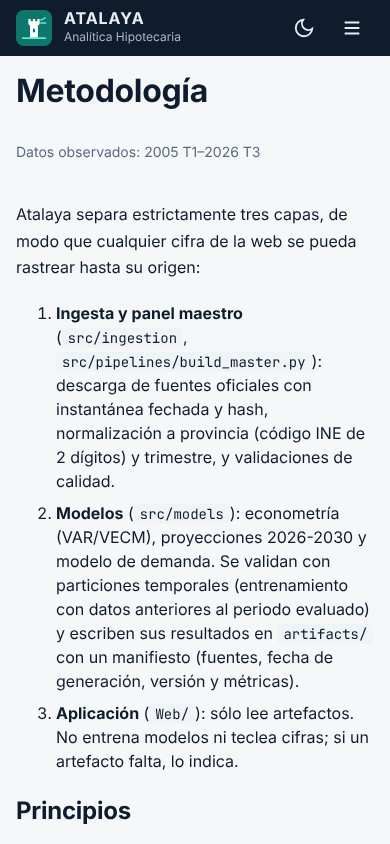 ATALAYA
Analítica Hipotecaria
Metodología
Datos observados: 2005 T1–2026 T3
Atalaya separa estrictamente tres capas, de
modo que cualquier cifra de la web se pueda
rastrear hasta su origen:
1. Ingesta y panel maestro
( src/ingestion ,
src/pipelines/build_master.py ):
descarga de fuentes oficiales con
instantánea fechada y hash,
normalización a provincia (código INE de
2 dígitos) y trimestre, y validaciones de
calidad.
2. Modelos ( src/models ): econometría
(VAR/VECM), proyecciones 2026-2030 y
modelo de demanda. Se validan con
particiones temporales (entrenamiento
con datos anteriores al periodo evaluado)
y escriben sus resultados en artifacts/
con un manifiesto (fuentes, fecha de
generación, versión y métricas).
3. Aplicación ( Web/ ): sólo lee artefactos.
No entrena modelos ni teclea cifras; si un
artefacto falta, lo indica.
Principios